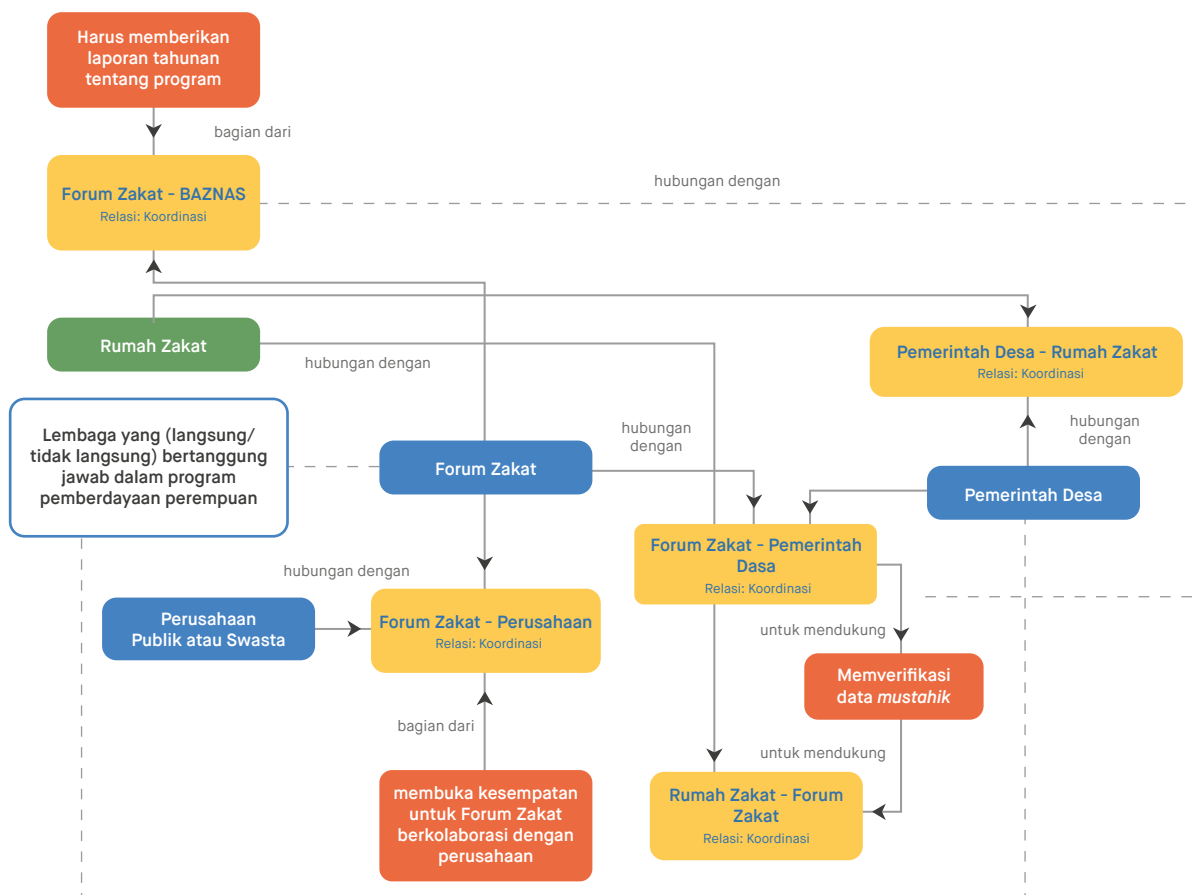 Harus memberikan
laporan tahunan
tentang program
bagian dari
Forum Zakat - BAZNAS
Relasi: Koordinasi
hubungan dengan
Rumah Zakat
hubungan dengan
Pemerintah Desa - Rumah Zakat
Relasi: Koordinasi
Lembaga yang (langsung/
tidak langsung) bertanggung
jawab dalam program
pemberdayaan perempuan
Forum Zakat
hubungan
dengan
hubungan
dengan
Pemerintah Desa
Forum Zakat - Pemerintah
Dasa
Relasi: Koordinasi
hubungan dengan
Perusahaan
Publik atau Swasta
Forum Zakat - Perusahaan
Relasi: Koordinasi
untuk mendukung
Memverifikasi
data mustahik
bagian dari
untuk mendukung
membuka kesempatan
untuk Forum Zakat
berkolaborasi dengan
perusahaan
Rumah Zakat - Forum
Zakat
Relasi: Koordinasi